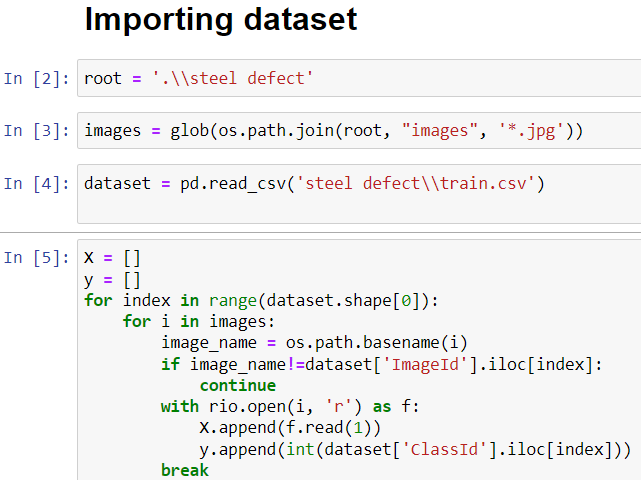 Importing dataset
In [2]: root = '.\\steel defect'
In [3]: images = glob(os.path.join(root, "images", '*.jpg'))
In [4]: dataset = pd.read_csv('steel defect\\train.csv')
In [5]: X = []
y = []
for index in range(dataset.shape[0]):
    for i in images:
        image_name = os.path.basename(i)
        if image_name!=dataset['ImageId'].iloc[index]:
            continue
        with rio.open(i, 'r') as f:
            X.append(f.read(1))
            y.append(int(dataset['ClassId'].iloc[index]))
        break